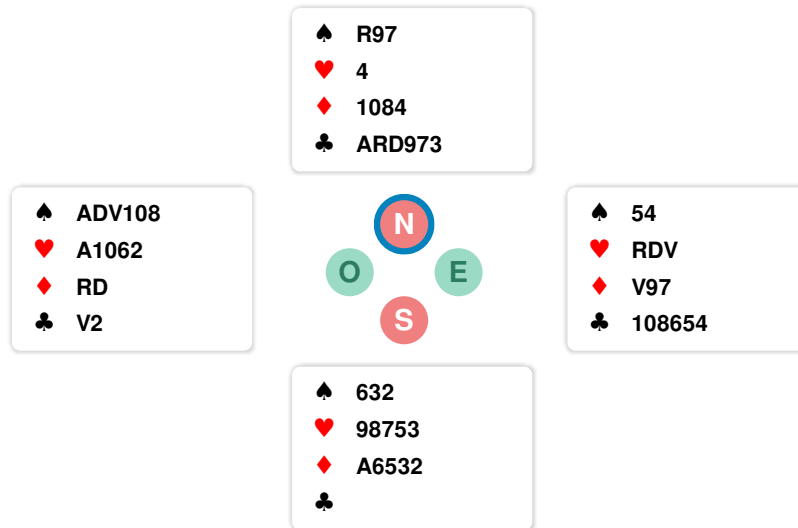 ♠ R97
♥ 4
♦ 1084
♣ ARD973
♠ ADV108
♥ A1062
♦ RD
♣ V2
N
O E
S
♠ 54
♥ RDV
♦ V97
♣ 108654
♠ 632
♥ 98753
♦ A6532
♣